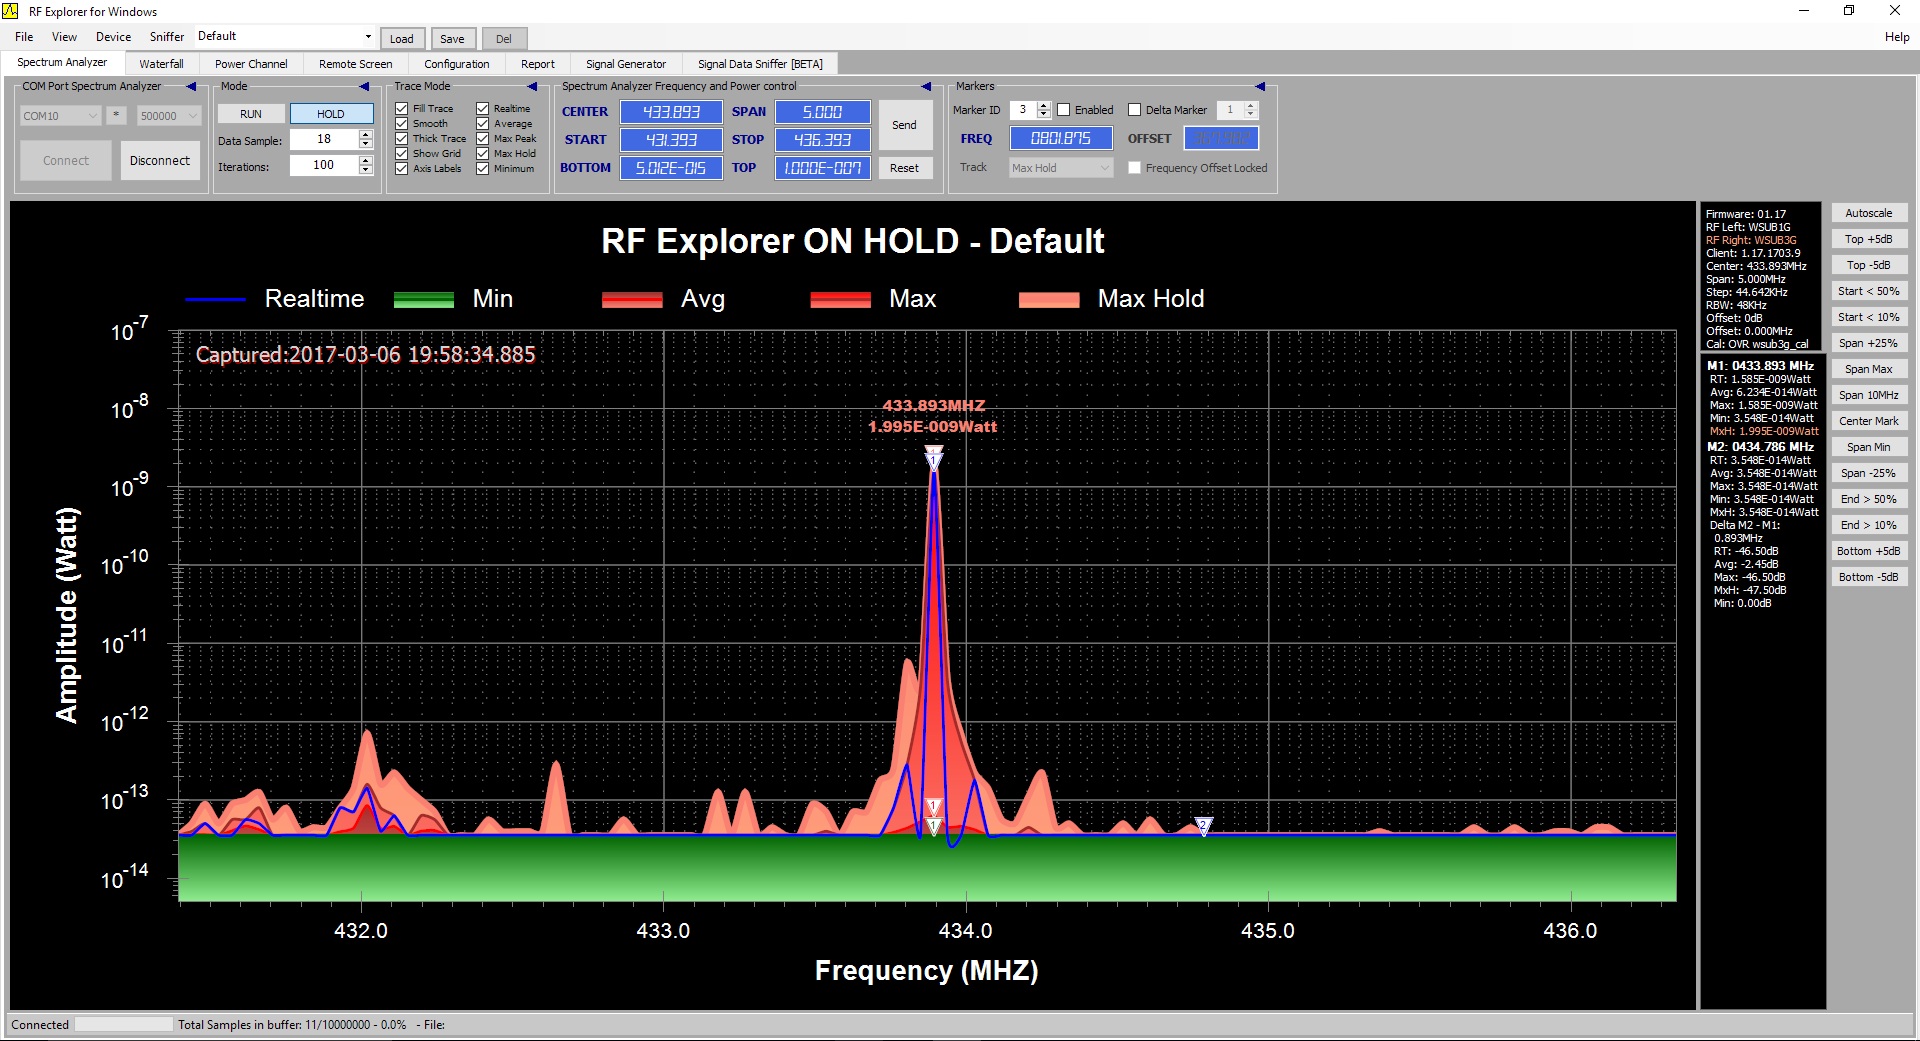 RF Explorer for Windows
File View Device Sniffer Default Load Save Del Help
Spectrum Analyzer Waterfall Power Channel Remote Screen Configuration Report Signal Generator Signal Data Sniffer [BETA]
COM Port Spectrum Analyzer
COM10 * 500000
Connect Disconnect
Mode
RUN HOLD
Data Sample: 18
Iterations: 100
Trace Mode
Fill Trace Realtime
Smooth Average
Thick Trace Max Peak
Show Grid Max Hold
Axis Labels Minimum
Spectrum Analyzer Frequency and Power control
CENTER 433.893 SPAN 5.000 Send
START 431.393 STOP 436.393
BOTTOM 5.012E-015 TOP 1.000E-007 Reset
Markers
Marker ID 3 Enabled Delta Marker 1
FREQ 0801.875 OFFSET
Track Max Hold Frequency Offset Locked
RF Explorer ON HOLD - Default
Realtime Min Avg Max Max Hold
Captured:2017-03-06 19:58:34.885
433.893MHZ
1.995E-009Watt
1
1
1
2
Amplitude (Watt)
10-7
10-8
10-9
10-10
10-11
10-12
10-13
10-14
432.0 433.0 434.0 435.0 436.0
Frequency (MHZ)
Firmware: 01.17
RF Left: WSUB1G
RF Right: WSUB3G
Client: 1.17.1703.9
Center: 433.893MHz
Span: 5.000MHz
Step: 44.642KHz
RBW: 48KHz
Offset: 0dB
Offset: 0.000MHz
Cal: OVR wsub3g_cal
M1: 0433.893 MHz
RT: 1.585E-009Watt
Avg: 6.234E-014Watt
Max: 1.585E-009Watt
Min: 3.548E-014Watt
MxH: 1.995E-009Watt
M2: 0434.786 MHz
RT: 3.548E-014Watt
Avg: 3.548E-014Watt
Max: 3.548E-014Watt
Min: 3.548E-014Watt
MxH: 3.548E-014Watt
Delta M2 - M1:
0.893MHz
RT: -46.50dB
Avg: -2.45dB
Max: -46.50dB
MxH: -47.50dB
Min: 0.00dB
Autoscale
Top +5dB
Top -5dB
Start < 50%
Start < 10%
Span +25%
Span Max
Span 10MHz
Center Mark
Span Min
Span -25%
End > 50%
End > 10%
Bottom +5dB
Bottom -5dB
Connected Total Samples in buffer: 11/10000000 - 0.0% - File: